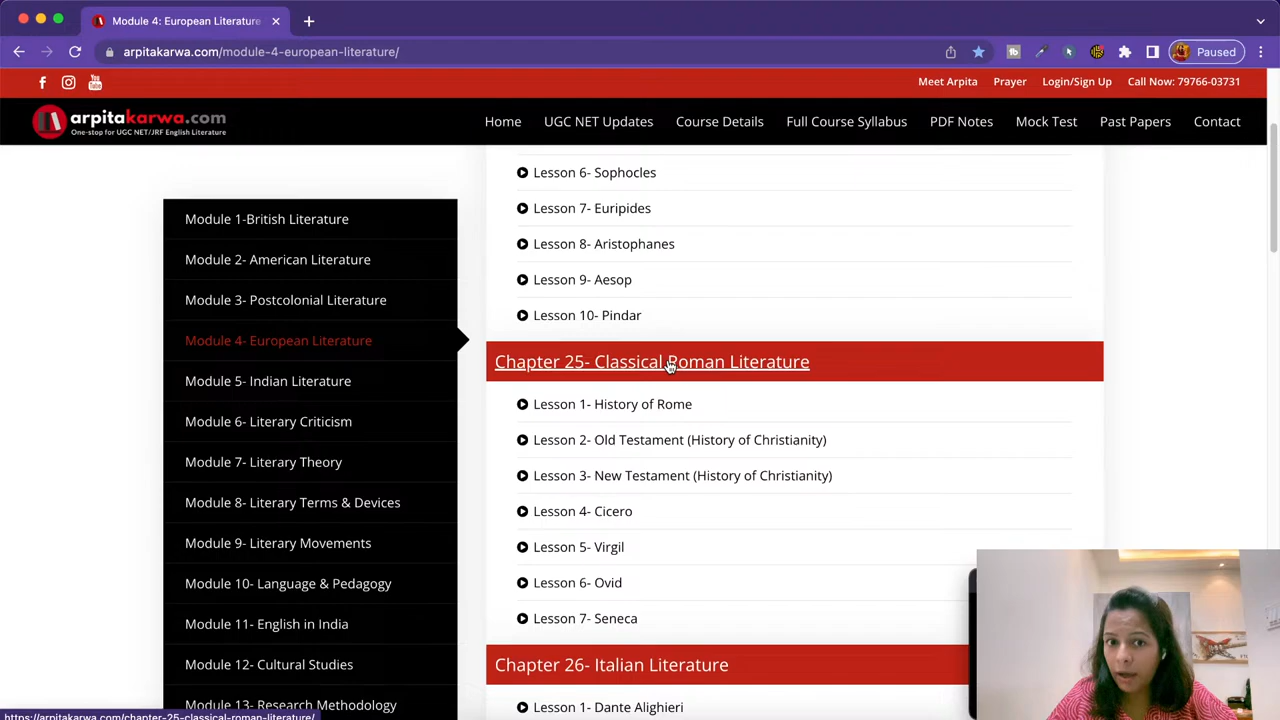 Module 4: European Literature
arpitakarwa.com/module-4-european-literature/
Paused
Meet Arpita
Prayer
Login/Sign Up
Call Now: 79766-03731
arpitakarwa.com
One-stop for UGC NET/JRF English Literature
Home
UGC NET Updates
Course Details
Full Course Syllabus
PDF Notes
Mock Test
Past Papers
Contact
Module 1-British Literature
Module 2- American Literature
Module 3- Postcolonial Literature
Module 4- European Literature
Module 5- Indian Literature
Module 6- Literary Criticism
Module 7- Literary Theory
Module 8- Literary Terms & Devices
Module 9- Literary Movements
Module 10- Language & Pedagogy
Module 11- English in India
Module 12- Cultural Studies
Module 13- Research Methodology
Lesson 6- Sophocles
Lesson 7- Euripides
Lesson 8- Aristophanes
Lesson 9- Aesop
Lesson 10- Pindar
Chapter 25- Classical Roman Literature
Lesson 1- History of Rome
Lesson 2- Old Testament (History of Christianity)
Lesson 3- New Testament (History of Christianity)
Lesson 4- Cicero
Lesson 5- Virgil
Lesson 6- Ovid
Lesson 7- Seneca
Chapter 26- Italian Literature
Lesson 1- Dante Alighieri
https://arpitakarwa.com/chapter-25-classical-roman-literature/